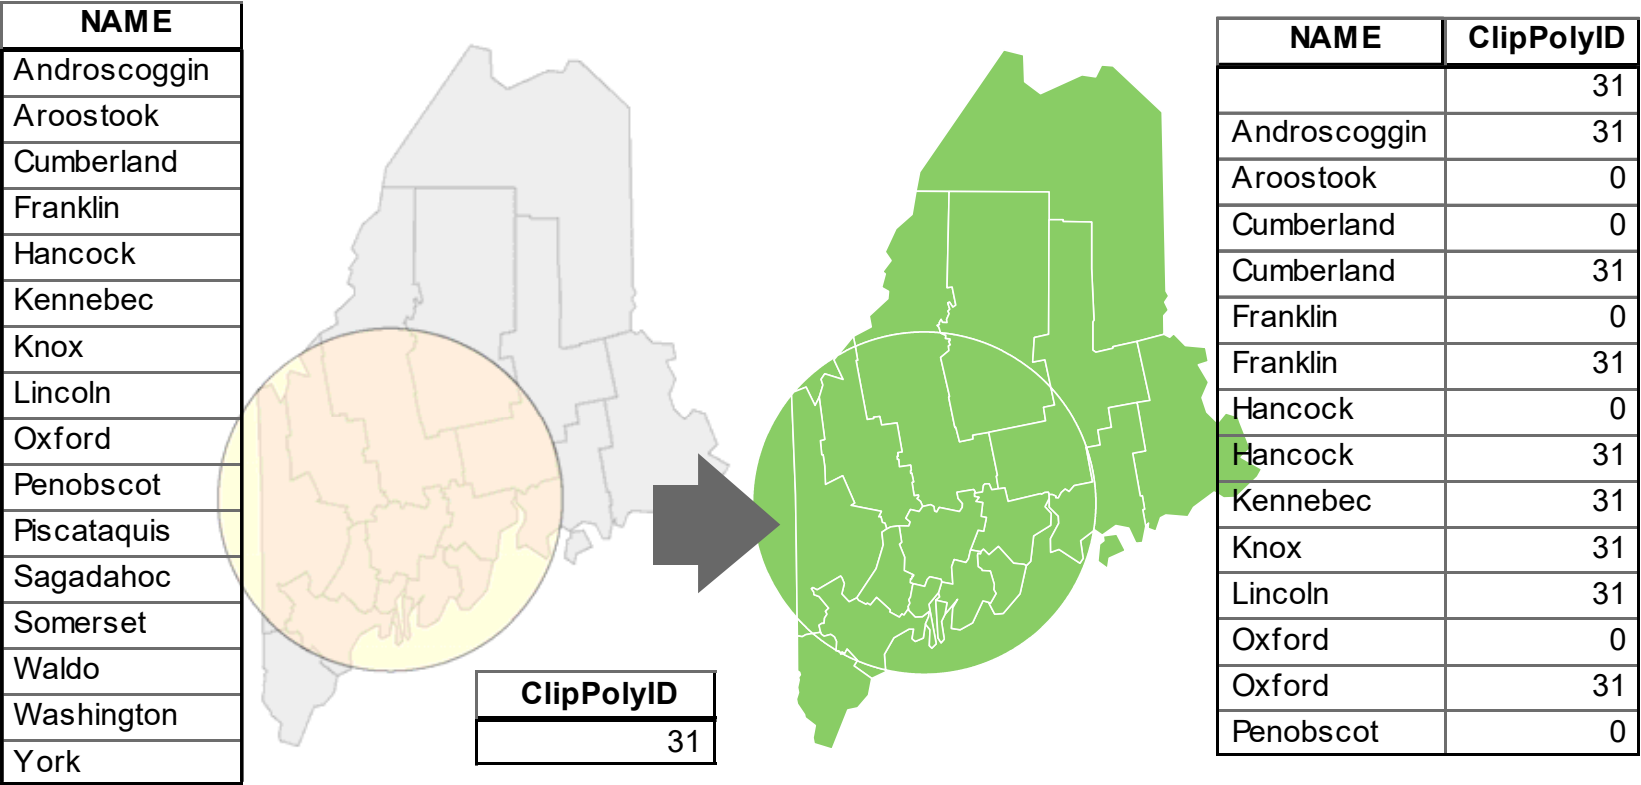 NAME
Androscoggin
Aroostook
Cumberland
Franklin
Hancock
Kennebec
Knox
Lincoln
Oxford
Penobscot
Piscataquis
Sagadahoc
Somerset
Waldo
Washington
York
ClipPolyID
31
NAME ClipPolyID
31
Androscoggin 31
Aroostook 0
Cumberland 0
Cumberland 31
Franklin 0
Franklin 31
Hancock 0
Hancock 31
Kennebec 31
Knox 31
Lincoln 31
Oxford 0
Oxford 31
Penobscot 0